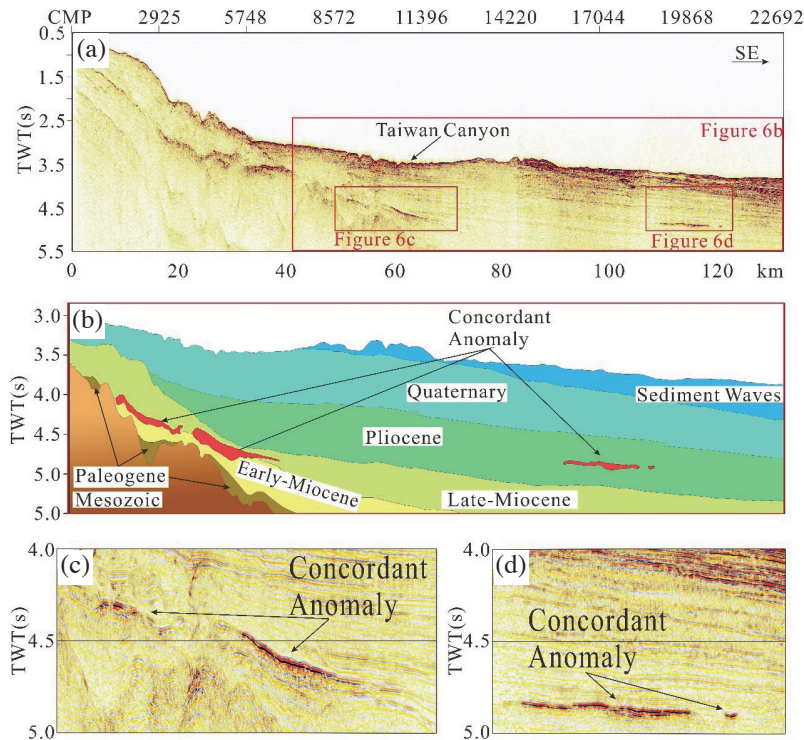 CMP 2925 5748 8572 11396 14220 17044 19868 22692
(a)
0.5
1.5
2.5
3.5
4.5
5.5
TWT(s)
SE
Figure 6b
Taiwan Canyon
Figure 6c
Figure 6d
0 20 40 60 80 100 120 km
(b)
3.0
3.5
4.0
4.5
5.0
TWT(s)
Concordant
Anomaly
Quaternary
Sediment Waves
Pliocene
Paleogene
Mesozoic
Early-Miocene
Late-Miocene
(c)
4.0
4.5
5.0
TWT(s)
Concordant
Anomaly
(d)
4.0
4.5
5.0
TWT(s)
Concordant
Anomaly